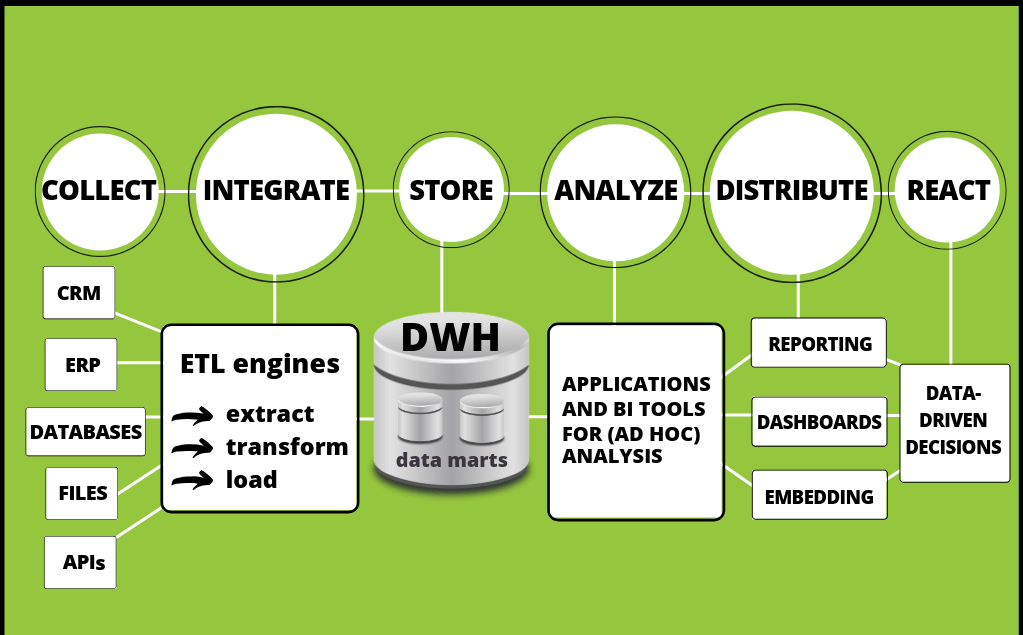 COLLECT INTEGRATE STORE ANALYZE DISTRIBUTE REACT
CRM
ERP
DATABASES
FILES
APIs
ETL engines
extract
transform
load
DWH
data marts
APPLICATIONS
AND BI TOOLS
FOR (AD HOC)
ANALYSIS
REPORTING
DASHBOARDS
EMBEDDING
DATA-
DRIVEN
DECISIONS